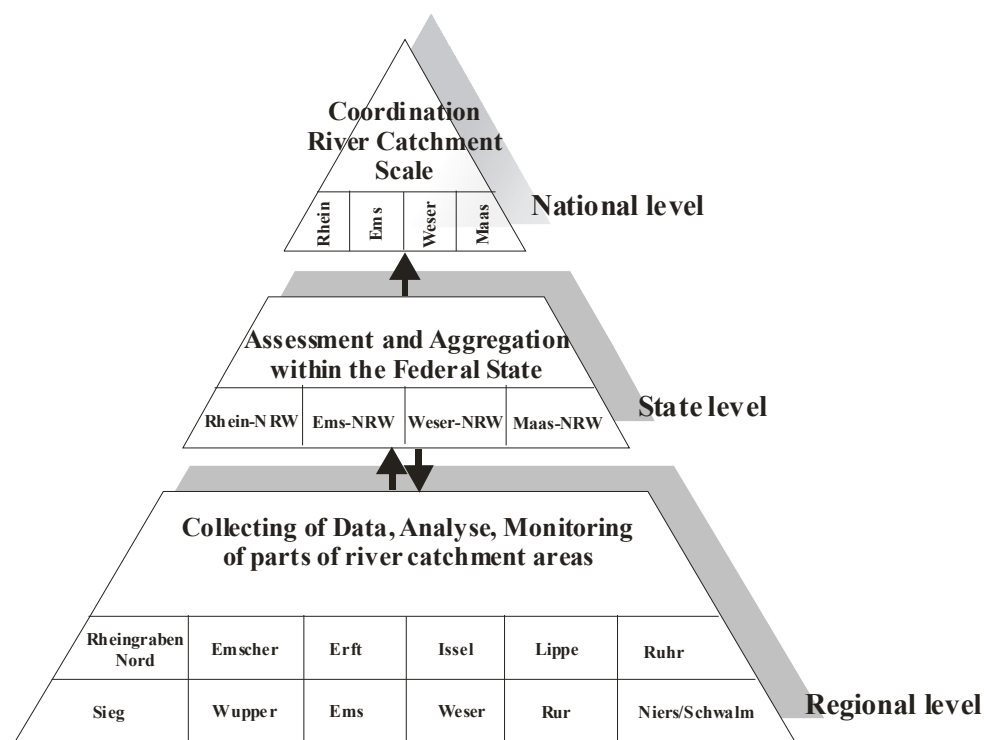 Coordination
River Catchment
Scale
Rhein
Ems
Weser
Maas
National level
Assessment and Aggregation
within the Federal State
Rhein-NRW
Ems-NRW
Weser-NRW
Maas-NRW
State level
Collecting of Data, Analyse, Monitoring
of parts of river catchment areas
Rheingraben
Nord
Emscher
Erft
Issel
Lippe
Ruhr
Sieg
Wupper
Ems
Weser
Rur
Niers/Schwalm
Regional level